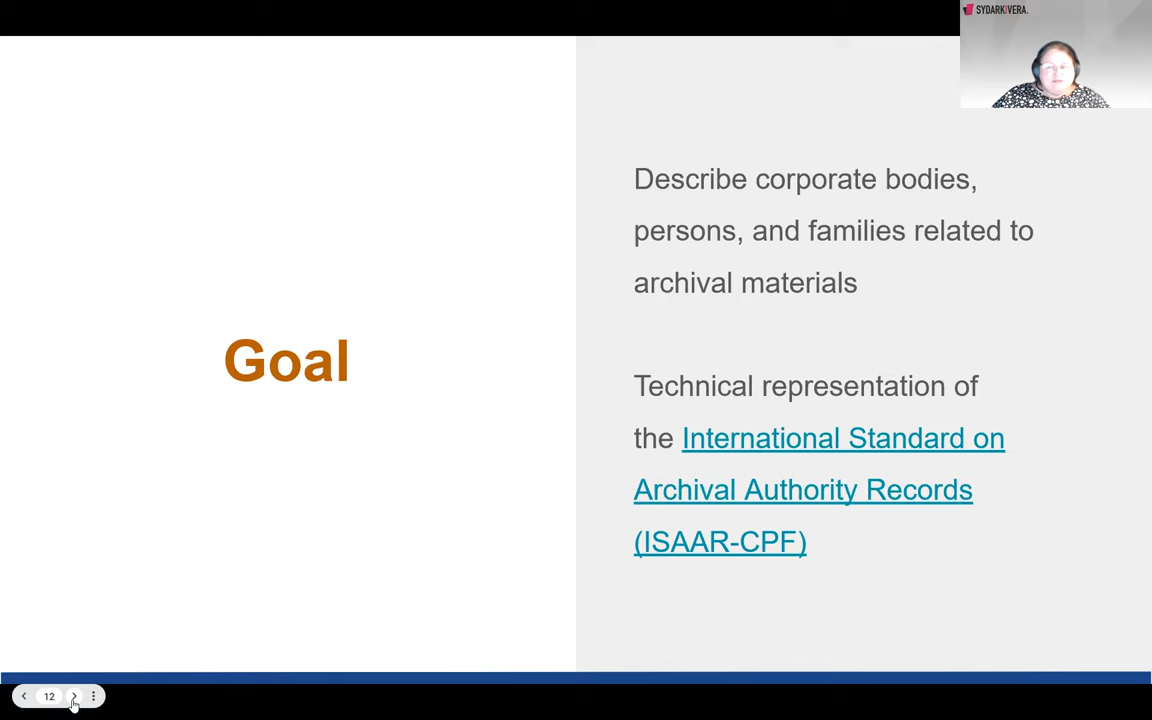 SYDARKIVERA.
Describe corporate bodies,
persons, and families related to
archival materials
Goal
Technical representation of
the International Standard on
Archival Authority Records
(ISAAR-CPF)
12